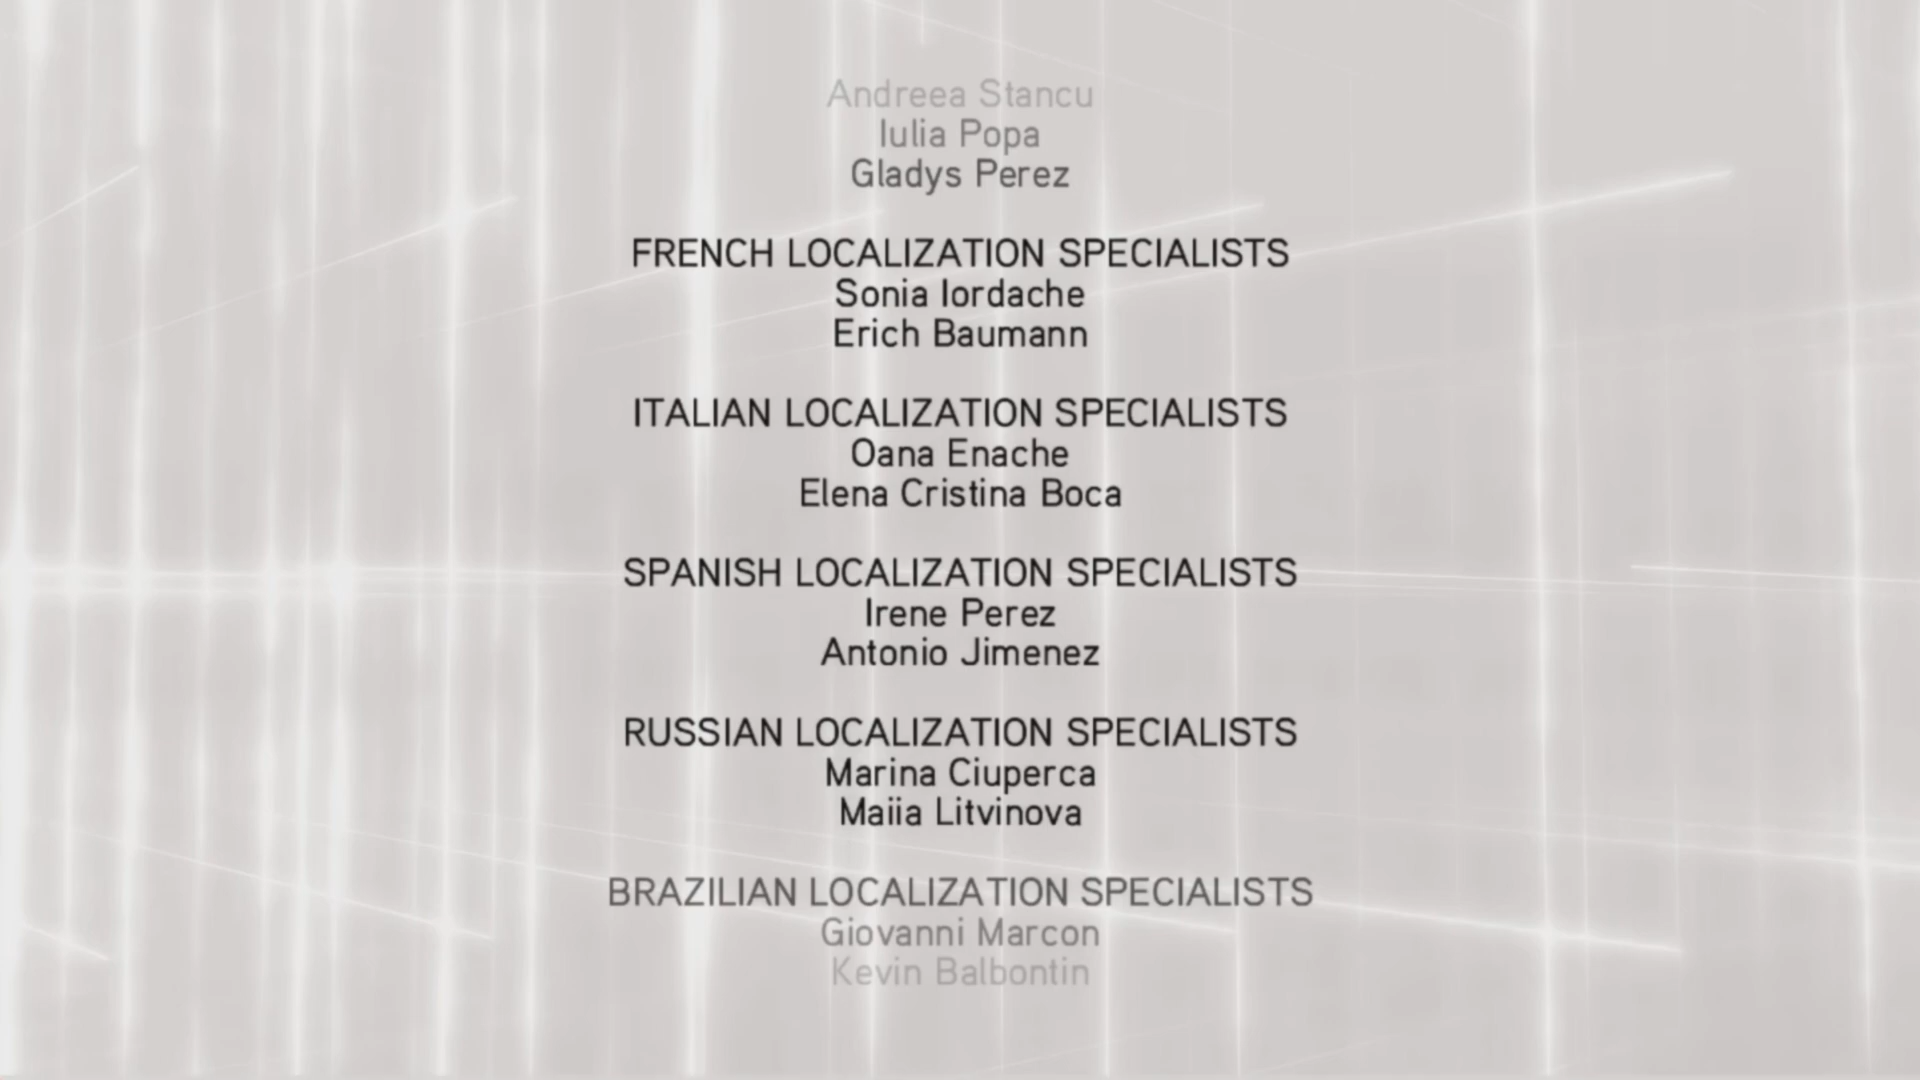 Andreea Stancu
Iulia Popa
Gladys Perez
FRENCH LOCALIZATION SPECIALISTS
Sonia Iordache
Erich Baumann
ITALIAN LOCALIZATION SPECIALISTS
Oana Enache
Elena Cristina Boca
SPANISH LOCALIZATION SPECIALISTS
Irene Perez
Antonio Jimenez
RUSSIAN LOCALIZATION SPECIALISTS
Marina Ciuperca
Maiia Litvinova
BRAZILIAN LOCALIZATION SPECIALISTS
Giovanni Marcon
Kevin Balbontin